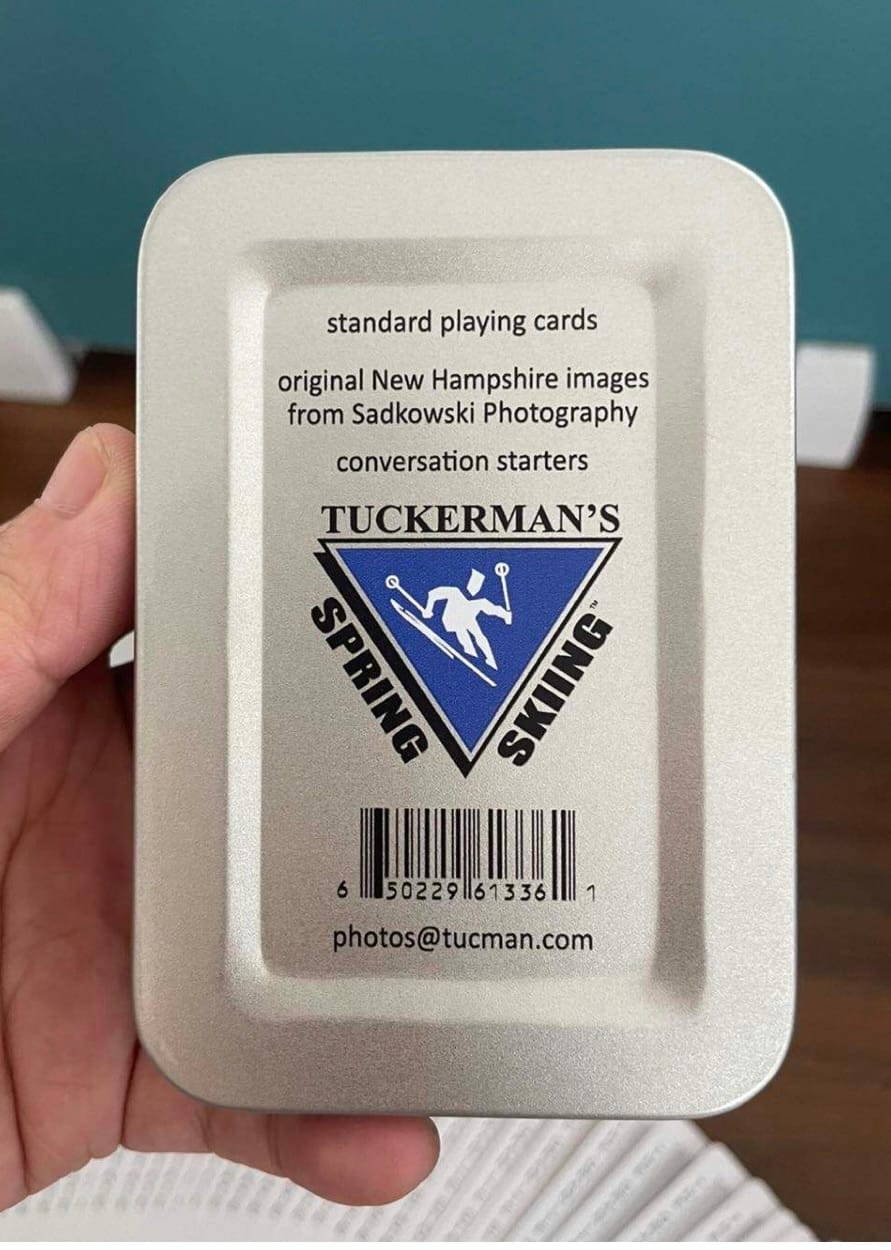 standard playing cards
original New Hampshire images
from Sadkowski Photography
conversation starters
TUCKERMAN'S
SPRING
SKIING™
6 50229 61336 1
photos@tucman.com